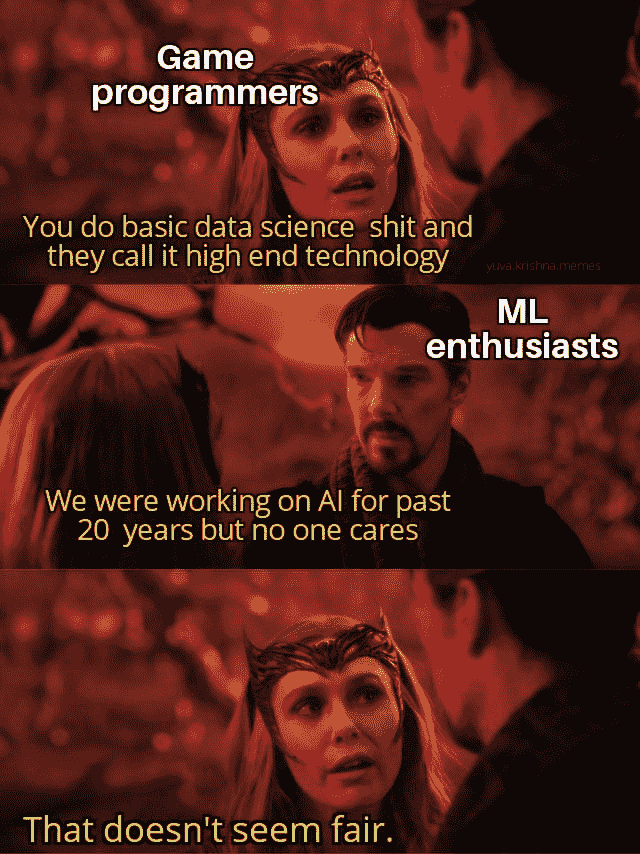 Game
programmers
You do basic data science shit and
they call it high end technology
yuva.krishna.memes
ML
enthusiasts
We were working on AI for past
20 years but no one cares
That doesn't seem fair.